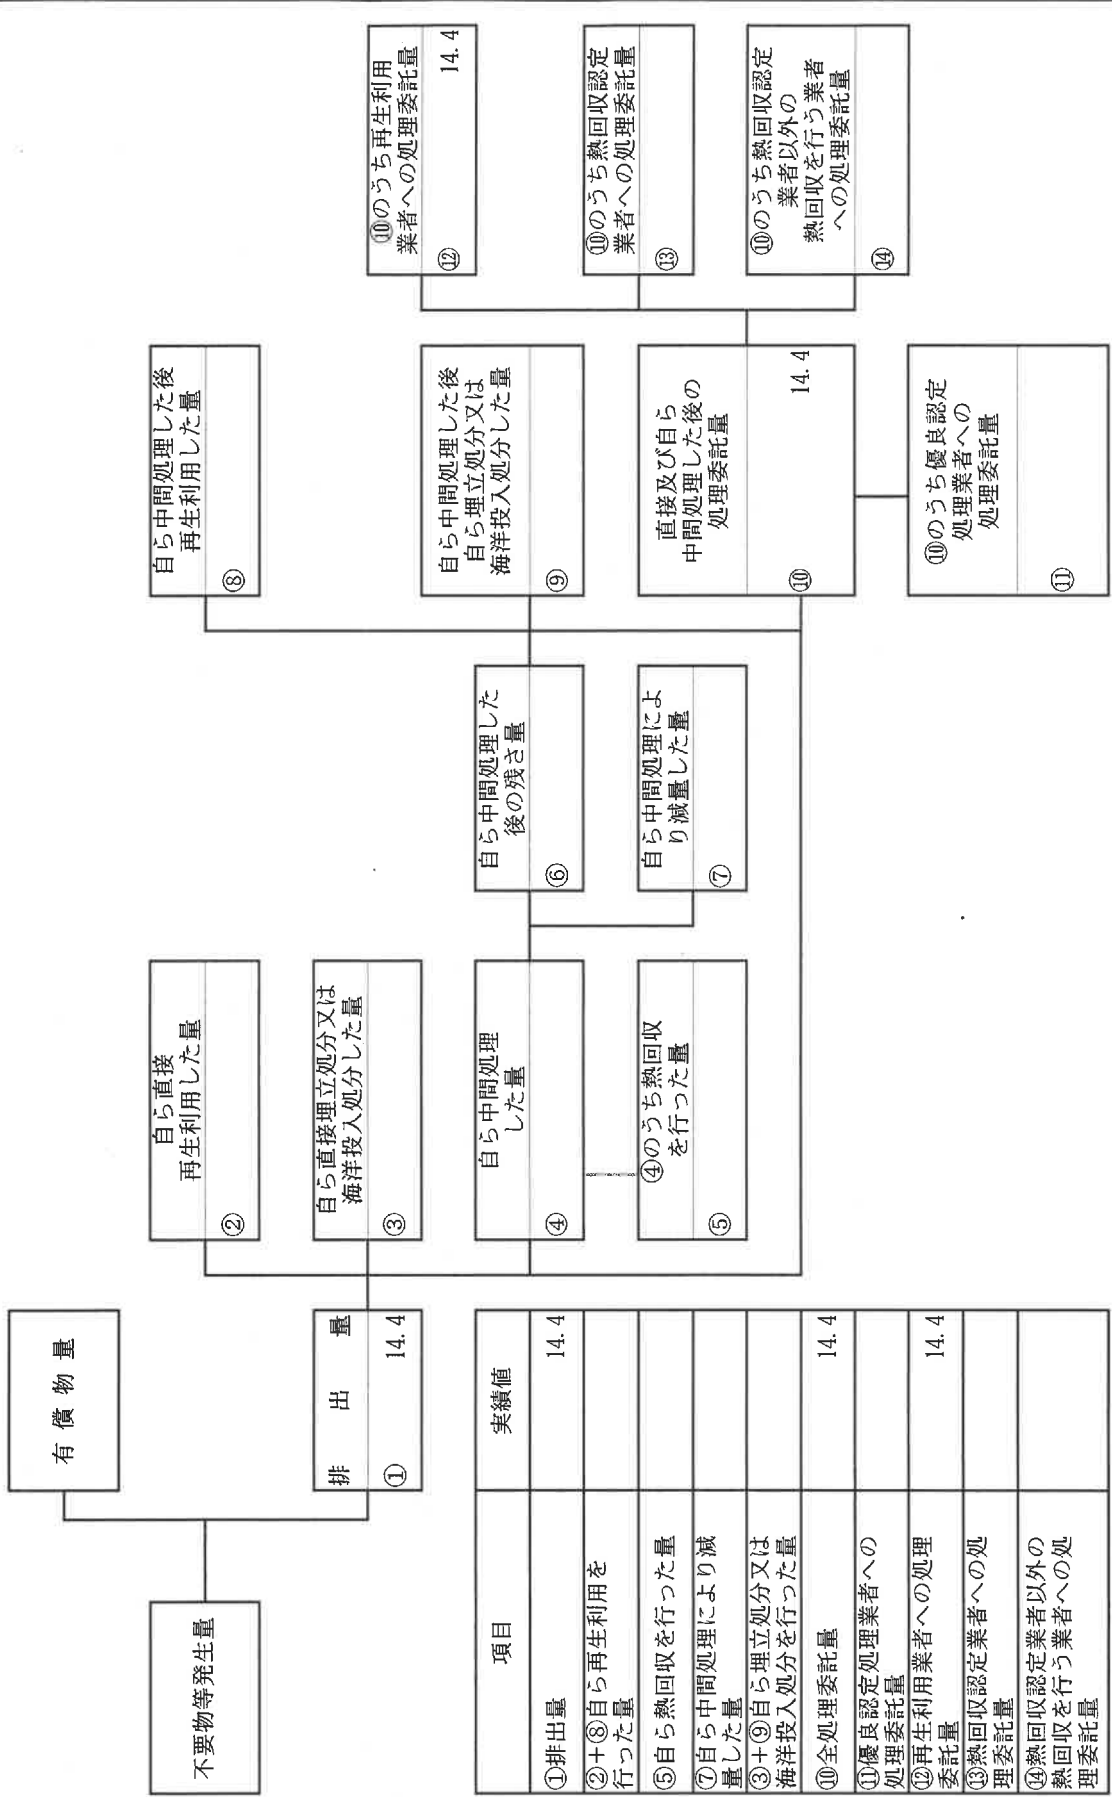 不要物等発生量
有償物量
排出量
① 14.4
自ら直接
再生利用した量
②
自ら直接埋立処分又は
海洋投入処分した量
③
自ら中間処理
した量
④
④のうち熱回収
を行った量
⑤
自ら中間処理した
後の残さ量
⑥
自ら中間処理によ
り減量した量
⑦
自ら中間処理した後
再生利用した量
⑧
自ら中間処理した後
自ら埋立処分又は
海洋投入処分した量
⑨
直接及び自ら
中間処理した後の
処理委託量
⑩ 14.4
⑩のうち優良認定
処理業者への
処理委託量
⑪
⑩のうち再生利用
業者への処理委託量
⑫ 14.4
⑩のうち熱回収認定
業者への処理委託量
⑬
⑩のうち熱回収認定
業者以外の
熱回収を行う業者
への処理委託量
⑭
項目 実績値
①排出量 14.4
②+⑧自ら再生利用を
行った量
⑤自ら熱回収を行った量
⑦自ら中間処理により減
量した量
③+⑨自ら埋立処分又は
海洋投入処分を行った量
⑩全処理委託量 14.4
⑪優良認定処理業者への
処理委託量
⑫再生利用業者への処理
委託量 14.4
⑬熱回収認定業者への処
理委託量
⑭熱回収認定業者以外の
熱回収を行う業者への処
理委託量